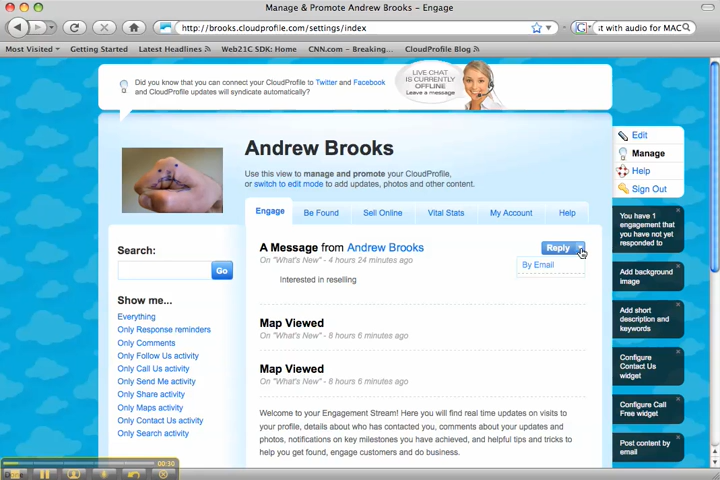 Manage & Promote Andrew Brooks – Engage
http://brooks.cloudprofile.com/settings/index
st with audio for MAC
Most Visited
Getting Started
Latest Headlines
Web21C SDK: Home
CNN.com – Breaking...
CloudProfile Blog
Did you know that you can connect your CloudProfile to Twitter and Facebook
and CloudProfile updates will syndicate automatically?
LIVE CHAT
IS CURRENTLY
OFFLINE
Leave a message
Andrew Brooks
Use this view to manage and promote your CloudProfile,
or switch to edit mode to add updates, photos and other content.
Edit
Manage
Help
Sign Out
Engage
Be Found
Sell Online
Vital Stats
My Account
Help
Search:
Go
Show me...
Everything
Only Response reminders
Only Comments
Only Follow Us activity
Only Call Us activity
Only Send Me activity
Only Share activity
Only Maps activity
Only Contact Us activity
Only Search activity
A Message from Andrew Brooks
On "What's New" - 4 hours 24 minutes ago
Interested in reselling
Reply
By Email
Map Viewed
On "What's New" - 8 hours 6 minutes ago
Map Viewed
On "What's New" - 8 hours 6 minutes ago
Welcome to your Engagement Stream! Here you will find real time updates on visits to
your profile, details about who has contacted you, comments about your updates and
photos, notifications on key milestones you have achieved, and helpful tips and tricks to
help you get found, engage customers and do business.
You have 1
engagement
that you
have not yet
responded to
Add background
image
Add short
description and
keywords
Configure
Contact Us
widget
Configure Call
Free widget
Post content by
email
00:30